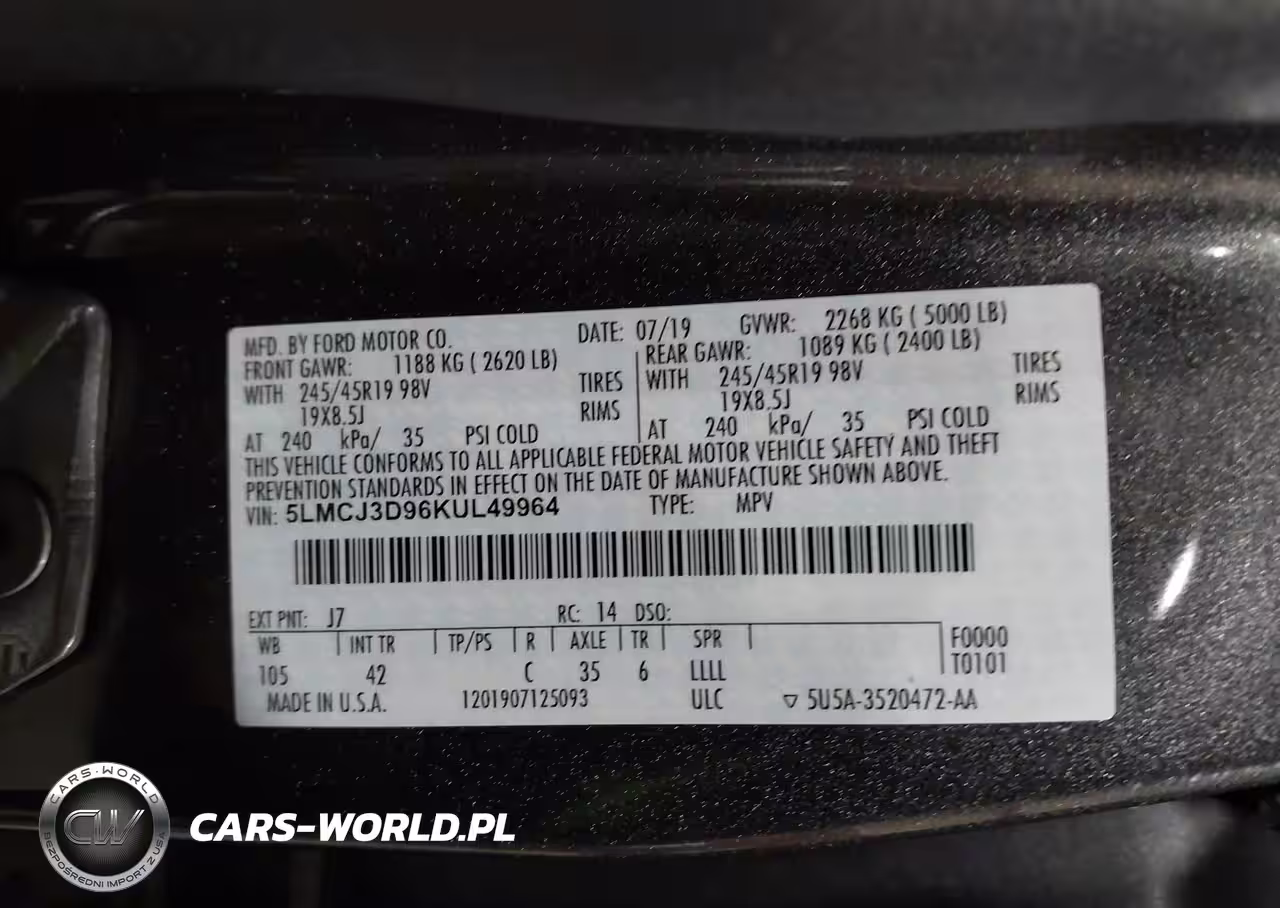 MFD. BY FORD MOTOR CO. DATE: 07/19 GVWR: 2268 KG ( 5000 LB)
FRONT GAWR: 1188 KG ( 2620 LB) REAR GAWR: 1089 KG ( 2400 LB)
WITH 245/45R19 98V TIRES WITH 245/45R19 98V TIRES
19X8.5J RIMS 19X8.5J RIMS
AT 240 kPa/ 35 PSI COLD AT 240 kPa/ 35 PSI COLD
THIS VEHICLE CONFORMS TO ALL APPLICABLE FEDERAL MOTOR VEHICLE SAFETY AND THEFT
PREVENTION STANDARDS IN EFFECT ON THE DATE OF MANUFACTURE SHOWN ABOVE.
VIN: 5LMCJ3D96KUL49964 TYPE: MPV
EXT PNT: J7 RC: 14 DSO:
WB INT TR TP/PS R AXLE TR SPR F0000
105 42 C 35 6 LLLL T0101
MADE IN U.S.A. 1201907125093 ULC ▽ 5U5A-3520472-AA
CARS-WORLD
CW
BEZPOŚREDNI IMPORT Z USA
CARS-WORLD.PL